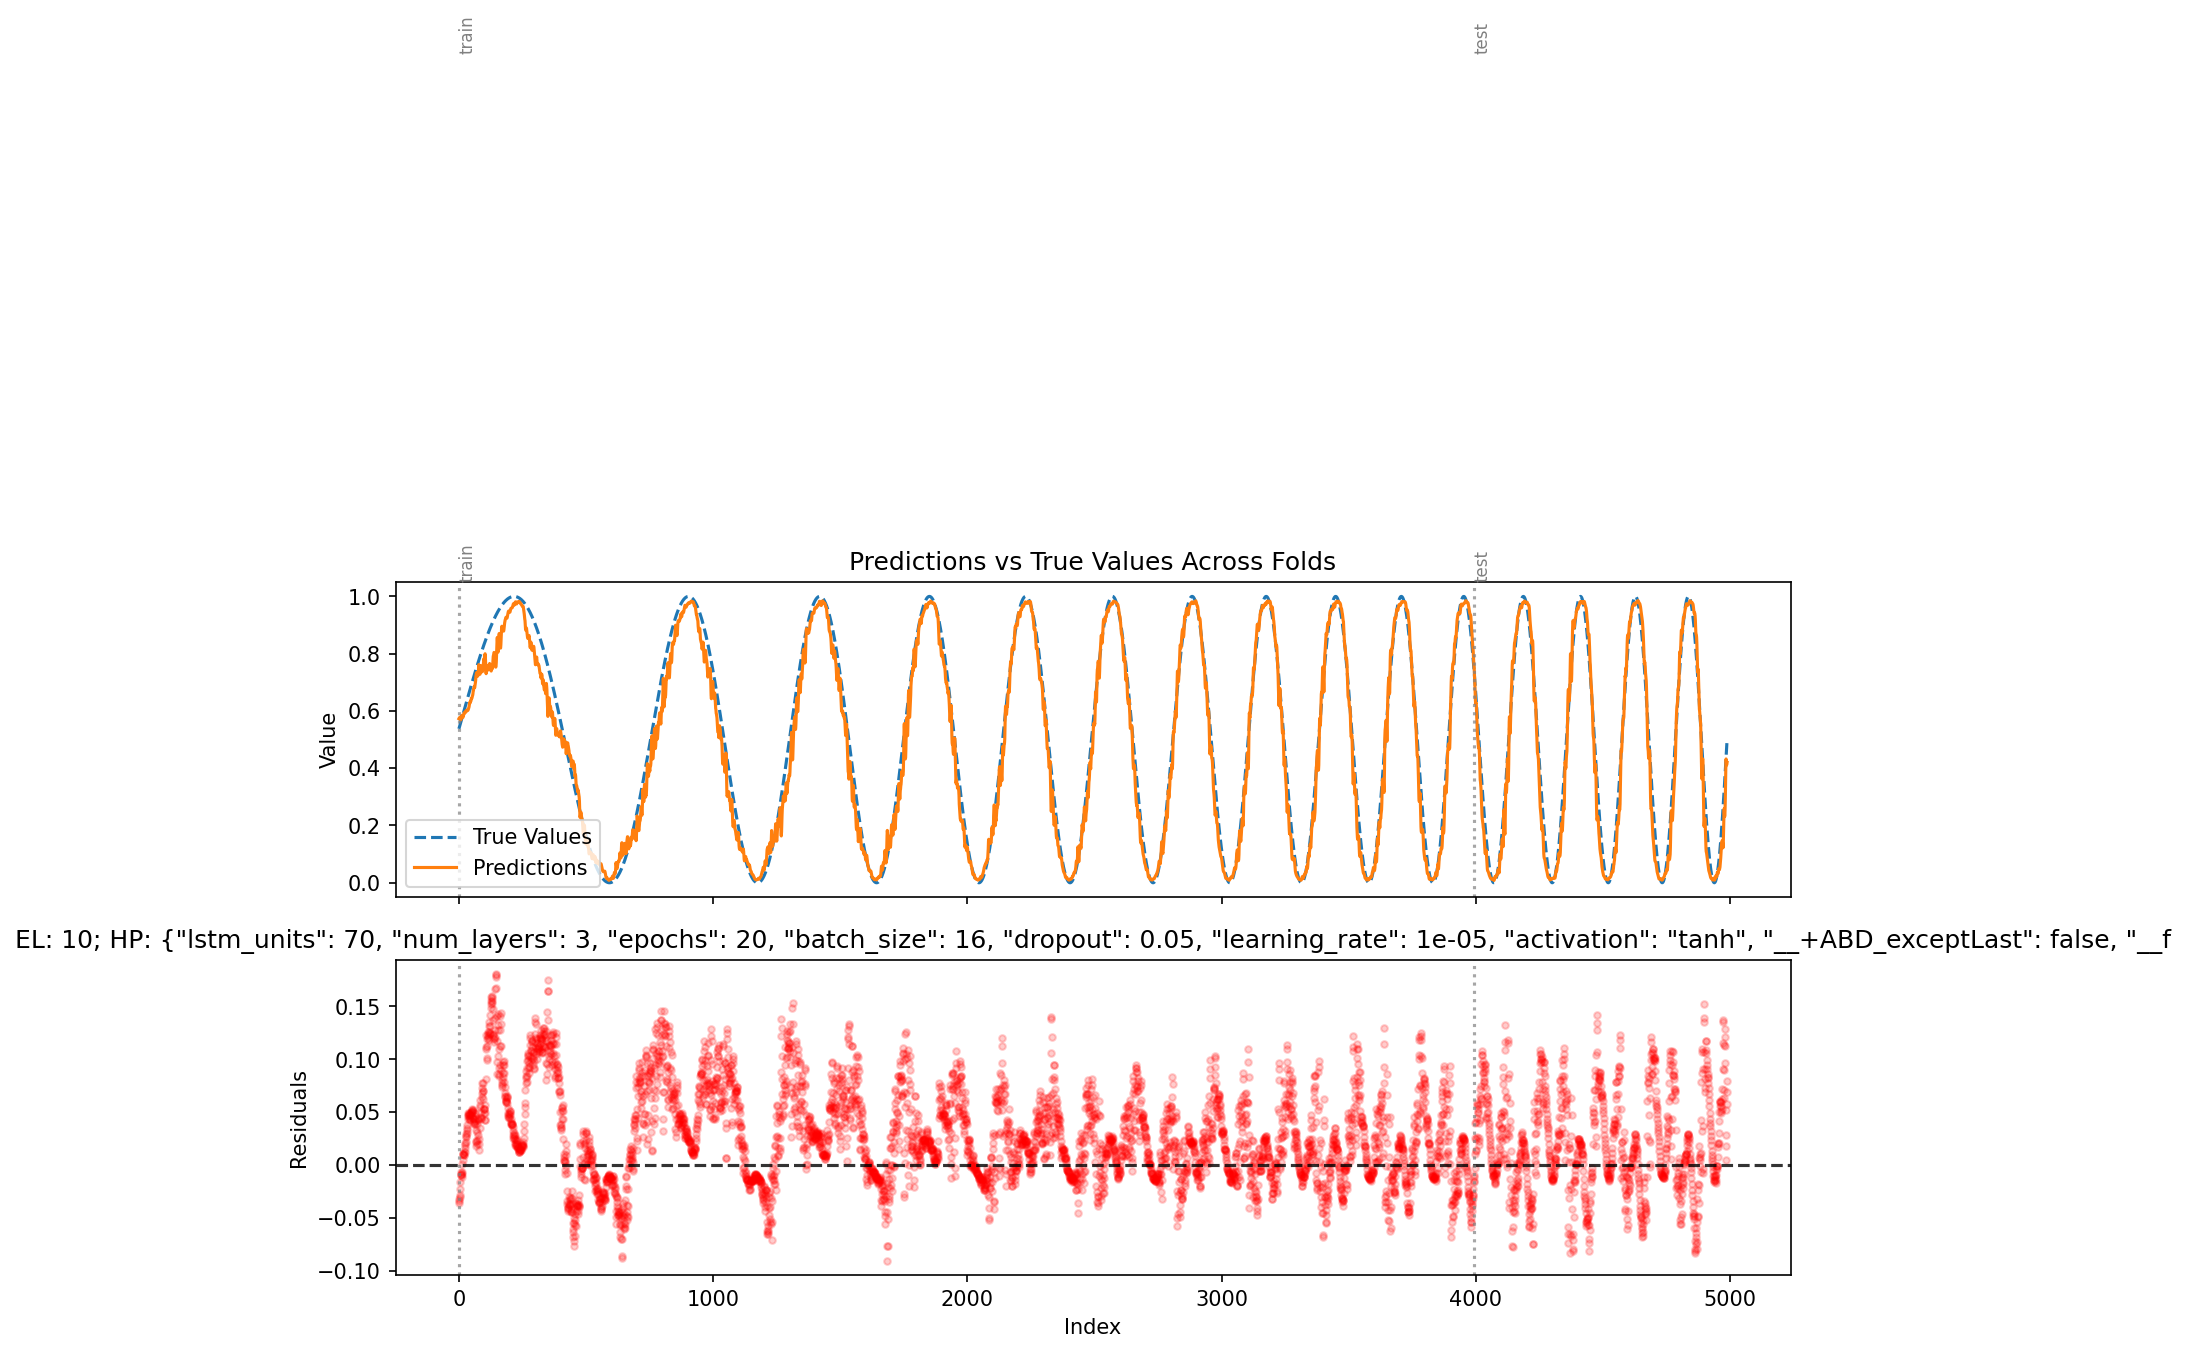 train
test
train
test
Predictions vs True Values Across Folds
1.0
0.8
0.6
0.4
0.2
0.0
Value
True Values
Predictions
EL: 10; HP: {"lstm_units": 70, "num_layers": 3, "epochs": 20, "batch_size": 16, "dropout": 0.05, "learning_rate": 1e-05, "activation": "tanh", "__+ABD_exceptLast": false, "__f
0.15
0.10
0.05
0.00
−0.05
−0.10
Residuals
0
1000
2000
3000
4000
5000
Index